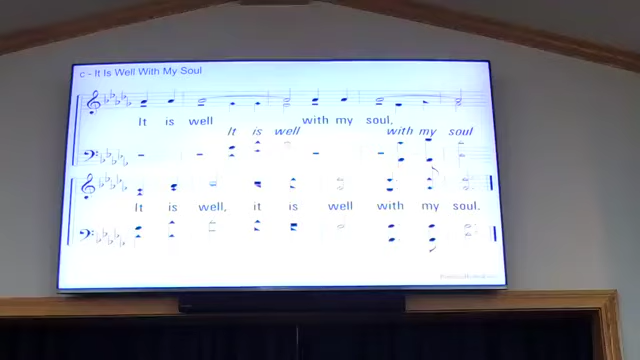 c - It Is Well With My Soul
It is well with my soul,
It is well with my soul
It is well, it is well with my soul.